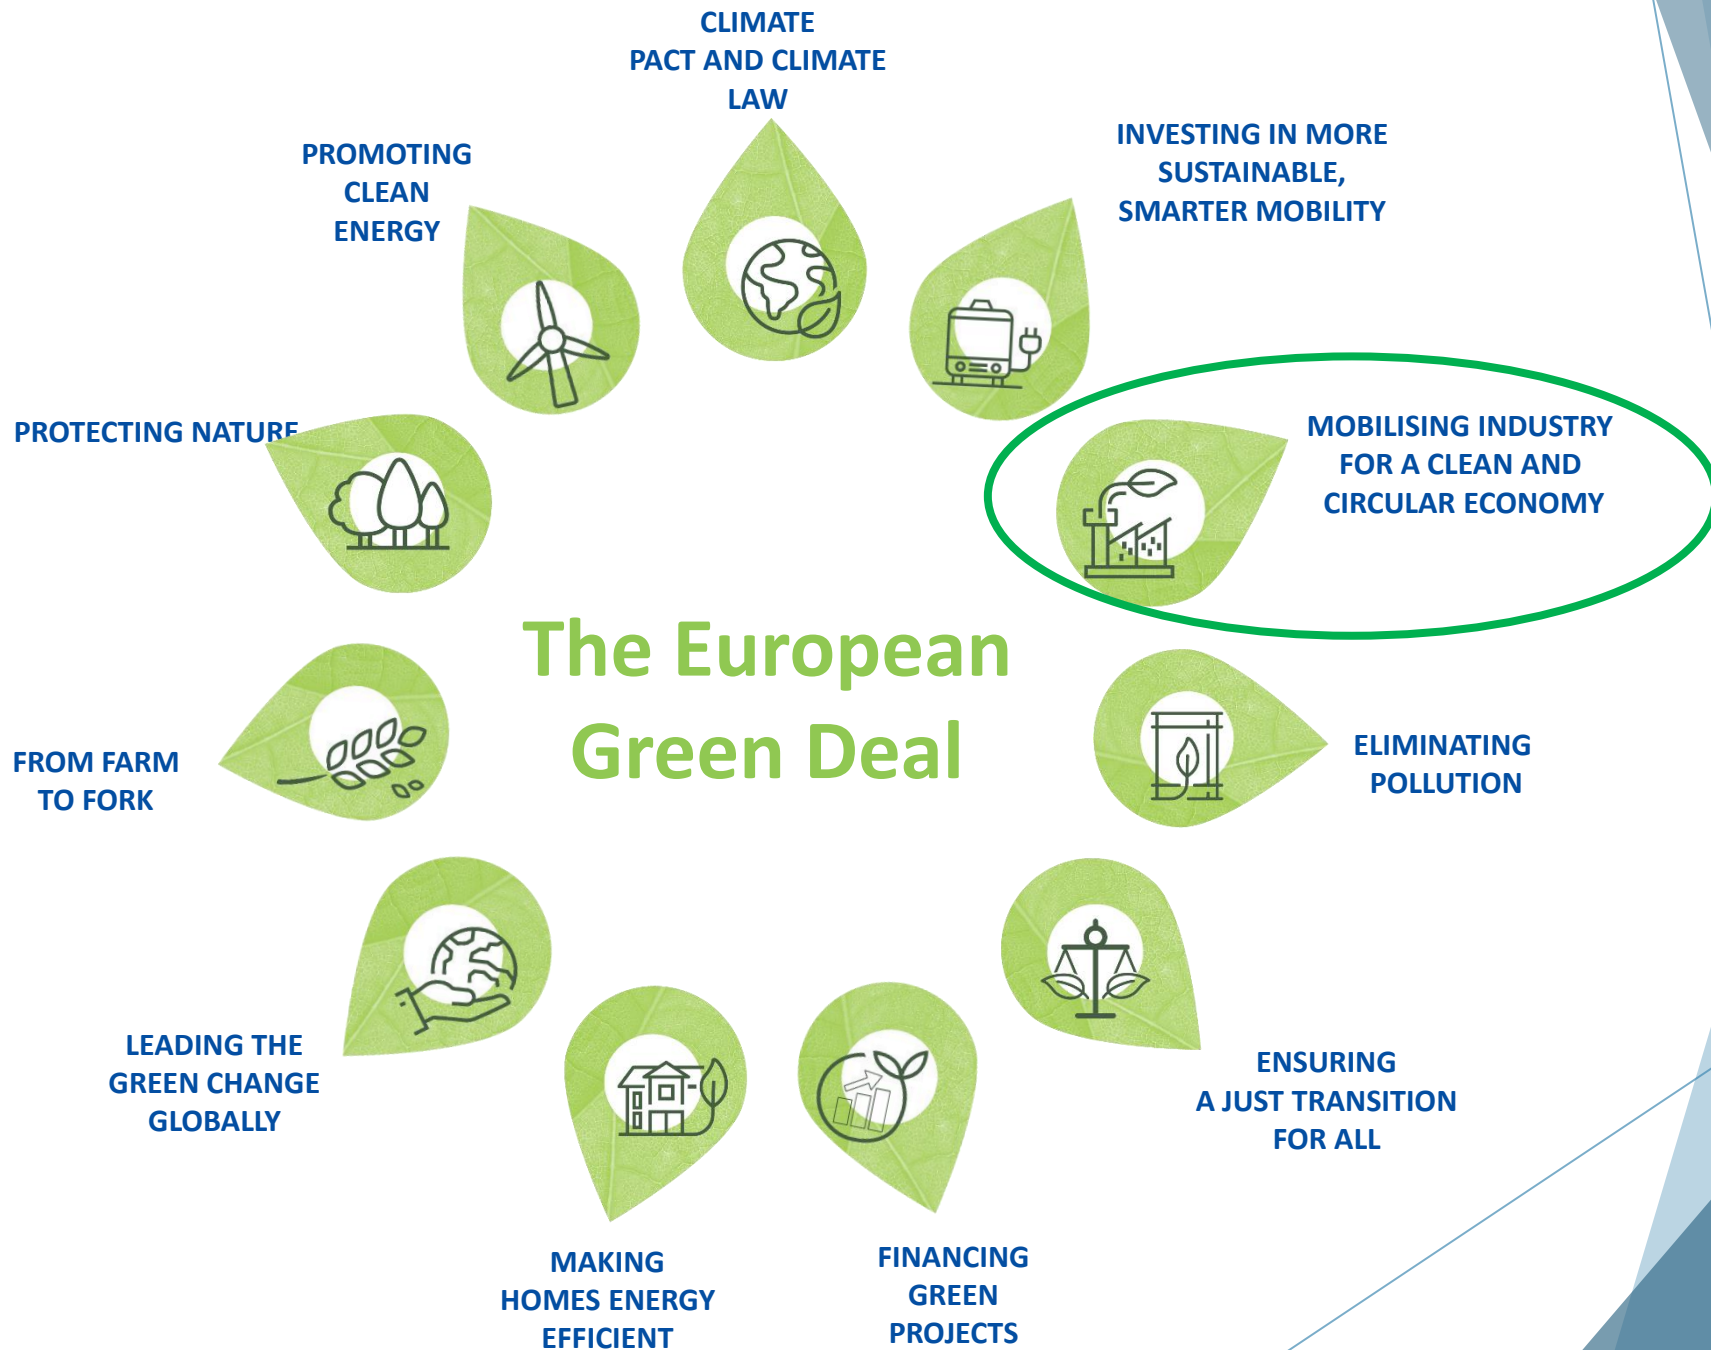 CLIMATE
PACT AND CLIMATE
LAW
INVESTING IN MORE
SUSTAINABLE,
SMARTER MOBILITY
PROMOTING
CLEAN
ENERGY
MOBILISING INDUSTRY
FOR A CLEAN AND
CIRCULAR ECONOMY
PROTECTING NATURE
The European
Green Deal
ELIMINATING
POLLUTION
FROM FARM
TO FORK
LEADING THE
GREEN CHANGE
GLOBALLY
ENSURING
A JUST TRANSITION
FOR ALL
MAKING
HOMES ENERGY
EFFICIENT
FINANCING
GREEN
PROJECTS